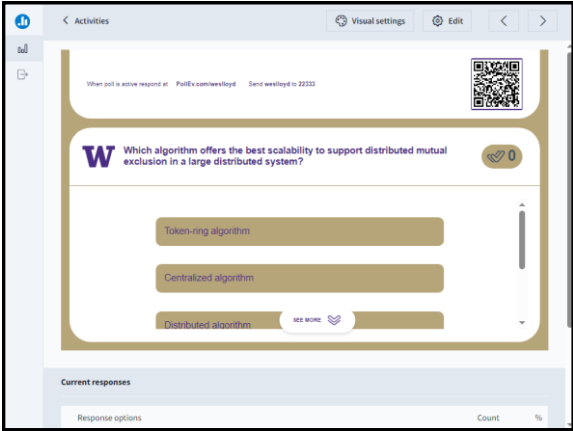 Activities
Visual settings
Edit
When poll is active respond at PollEv.com/weslloyd Send weslloyd to 22333
W
Which algorithm offers the best scalability to support distributed mutual
exclusion in a large distributed system?
0
Token-ring algorithm
Centralized algorithm
Distributed algorithm
SEE MORE
Current responses
Response options Count %